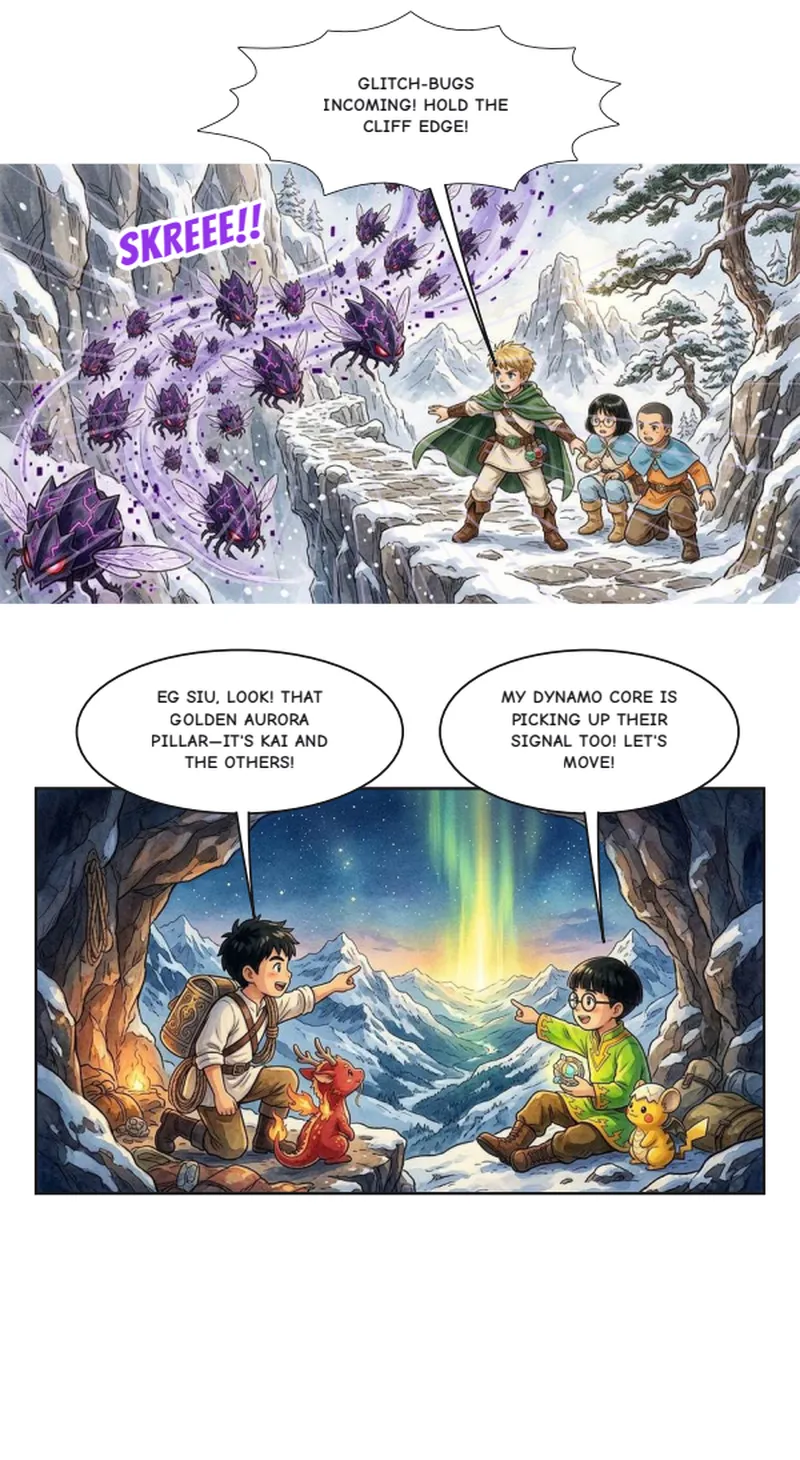 GLITCH-BUGS
INCOMING! HOLD THE
CLIFF EDGE!
SKREEE!!
EG SIU, LOOK! THAT
GOLDEN AURORA
PILLAR—IT'S KAI AND
THE OTHERS!
MY DYNAMO CORE IS
PICKING UP THEIR
SIGNAL TOO! LET'S
MOVE!